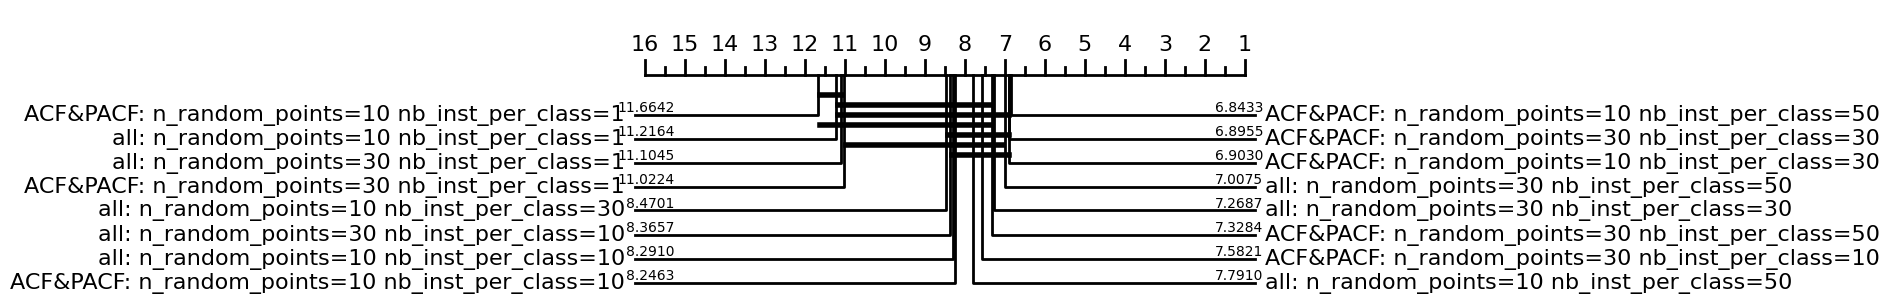 16 15 14 13 12 11 10 9 8 7 6 5 4 3 2 1
ACF&PACF: n_random_points=10 nb_inst_per_class=1 11.6642
all: n_random_points=10 nb_inst_per_class=1 11.2164
all: n_random_points=30 nb_inst_per_class=1 11.1045
ACF&PACF: n_random_points=30 nb_inst_per_class=1 11.0224
all: n_random_points=10 nb_inst_per_class=30 8.4701
all: n_random_points=30 nb_inst_per_class=10 8.3657
all: n_random_points=10 nb_inst_per_class=10 8.2910
ACF&PACF: n_random_points=10 nb_inst_per_class=10 8.2463
6.8433 ACF&PACF: n_random_points=10 nb_inst_per_class=50
6.8955 ACF&PACF: n_random_points=30 nb_inst_per_class=30
6.9030 ACF&PACF: n_random_points=10 nb_inst_per_class=30
7.0075 all: n_random_points=30 nb_inst_per_class=50
7.2687 all: n_random_points=30 nb_inst_per_class=30
7.3284 ACF&PACF: n_random_points=30 nb_inst_per_class=50
7.5821 ACF&PACF: n_random_points=30 nb_inst_per_class=10
7.7910 all: n_random_points=10 nb_inst_per_class=50